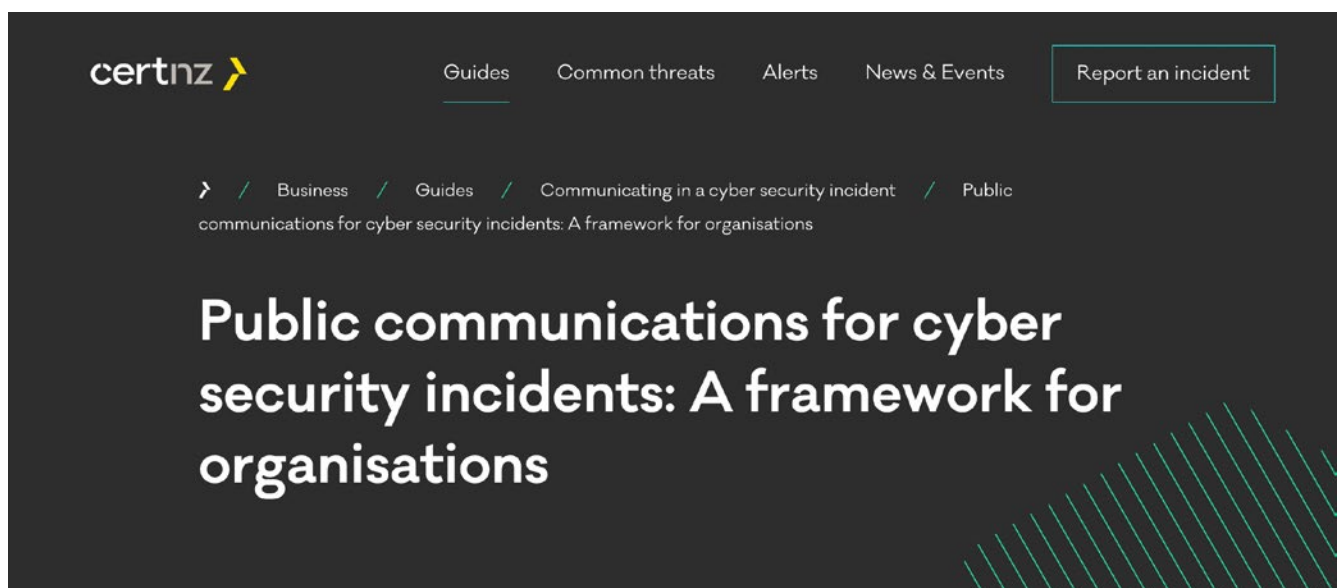 certnz
Guides
Common threats
Alerts
News & Events
Report an incident
/ Business / Guides / Communicating in a cyber security incident / Public
communications for cyber security incidents: A framework for organisations
Public communications for cyber
security incidents: A framework for
organisations